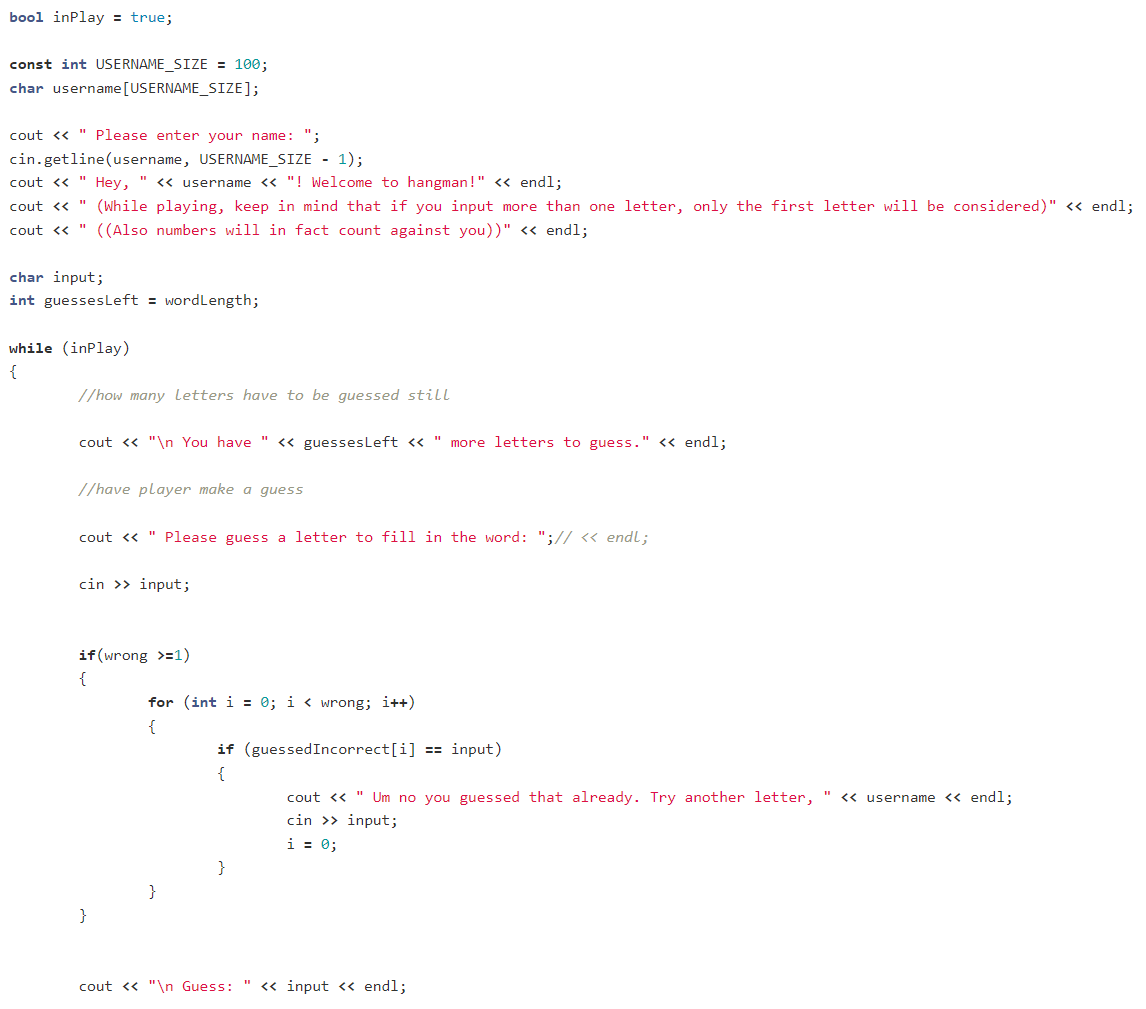 bool inPlay = true;
const int USERNAME_SIZE = 100;
char username[USERNAME_SIZE];
cout << " Please enter your name: ";
cin.getline(username, USERNAME_SIZE - 1);
cout << " Hey, " << username << "! Welcome to hangman!" << endl;
cout << " (While playing, keep in mind that if you input more than one letter, only the first letter will be considered)" << endl;
cout << " ((Also numbers will in fact count against you))" << endl;
char input;
int guessesLeft = wordLength;
while (inPlay)
{
        //how many letters have to be guessed still
        cout << "\n You have " << guessesLeft << " more letters to guess." << endl;
        //have player make a guess
        cout << " Please guess a letter to fill in the word: ";// << endl;
        cin >> input;
        if(wrong >=1)
        {
                for (int i = 0; i < wrong; i++)
                {
                        if (guessedIncorrect[i] == input)
                        {
                                cout << " Um no you guessed that already. Try another letter, " << username << endl;
                                cin >> input;
                                i = 0;
                        }
                }
        }
        cout << "\n Guess: " << input << endl;